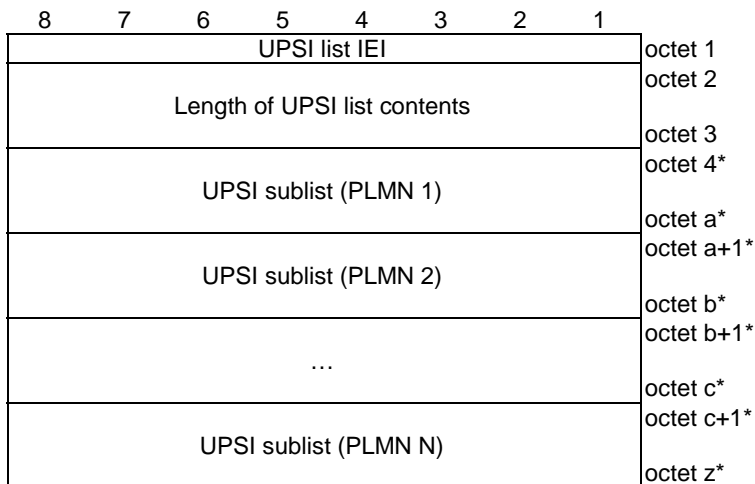 8 7 6 5 4 3 2 1
UPSI list IEI octet 1
octet 2
Length of UPSI list contents
octet 3
octet 4*
UPSI sublist (PLMN 1)
octet a*
octet a+1*
UPSI sublist (PLMN 2)
octet b*
octet b+1*
…
octet c*
octet c+1*
UPSI sublist (PLMN N)
octet z*